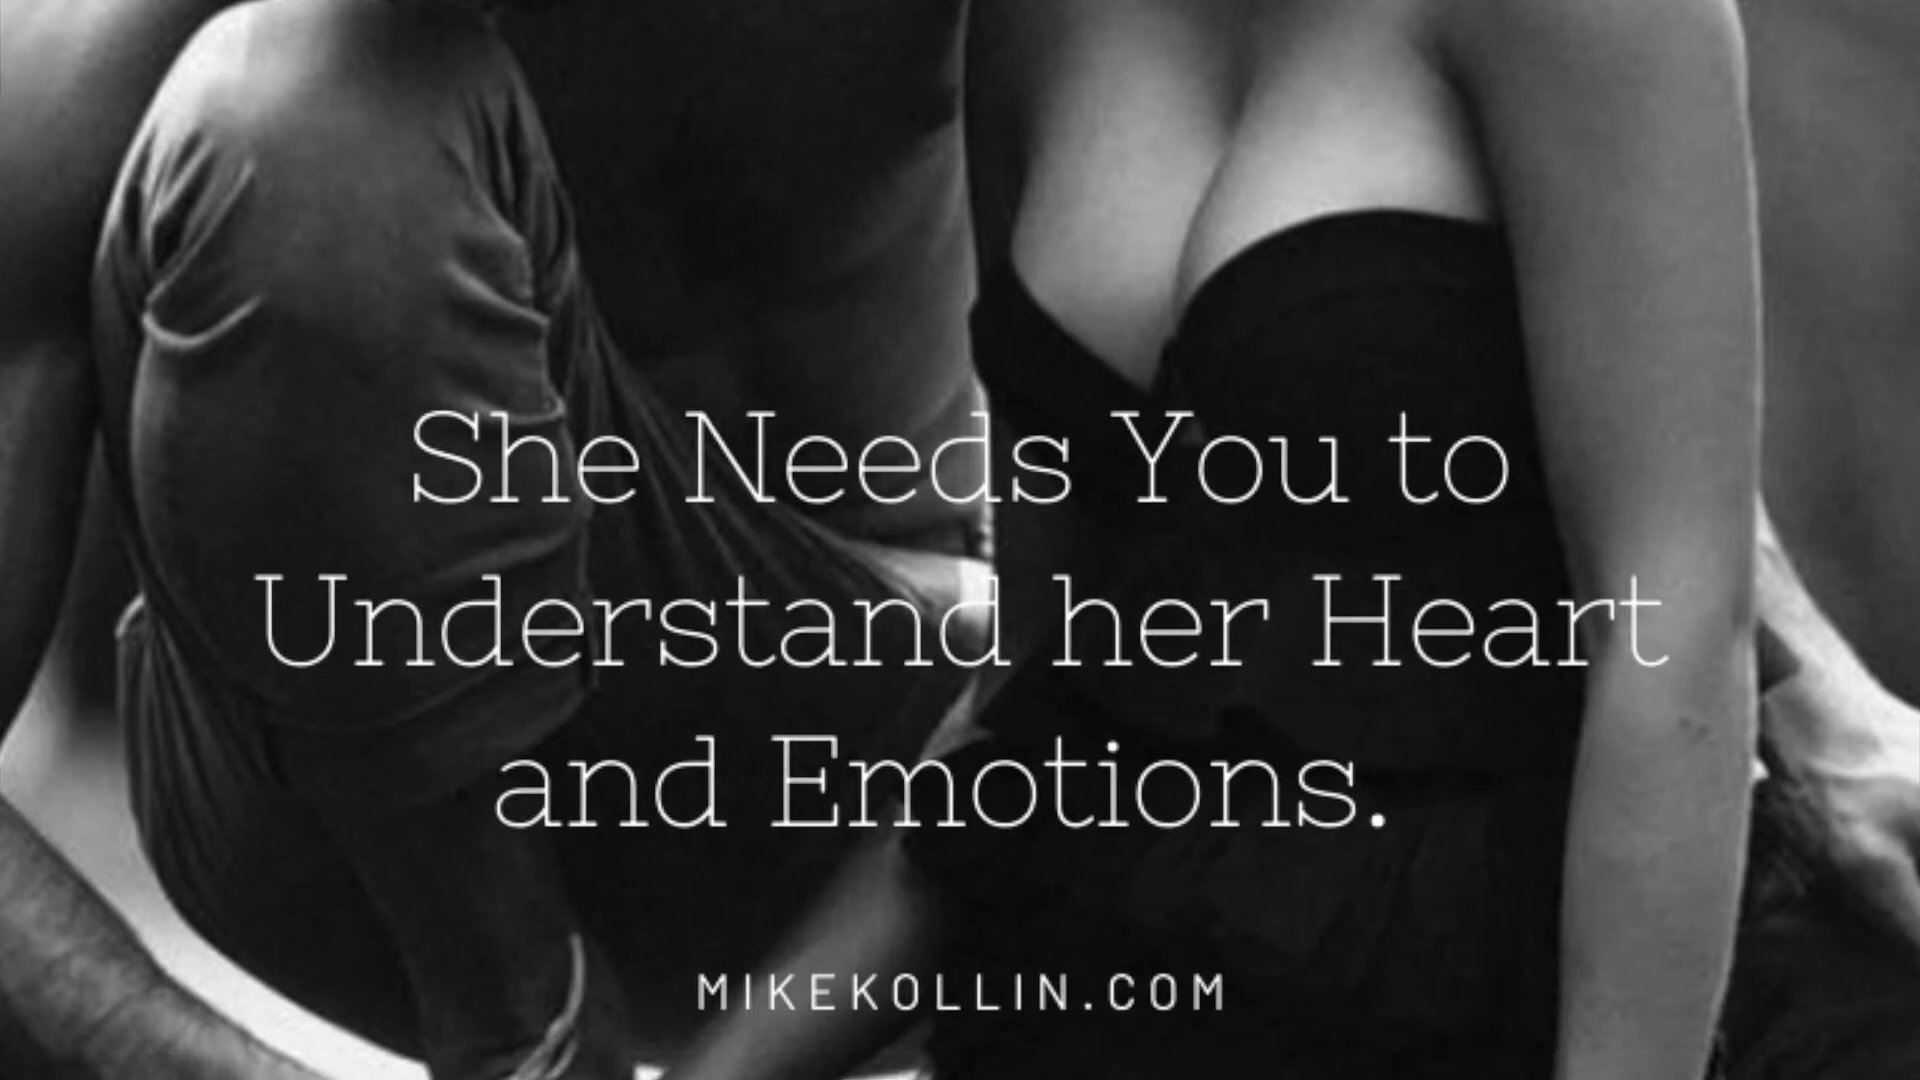 She Needs You to
Understand her Heart
and Emotions.
MIKEKOLLIN.COM